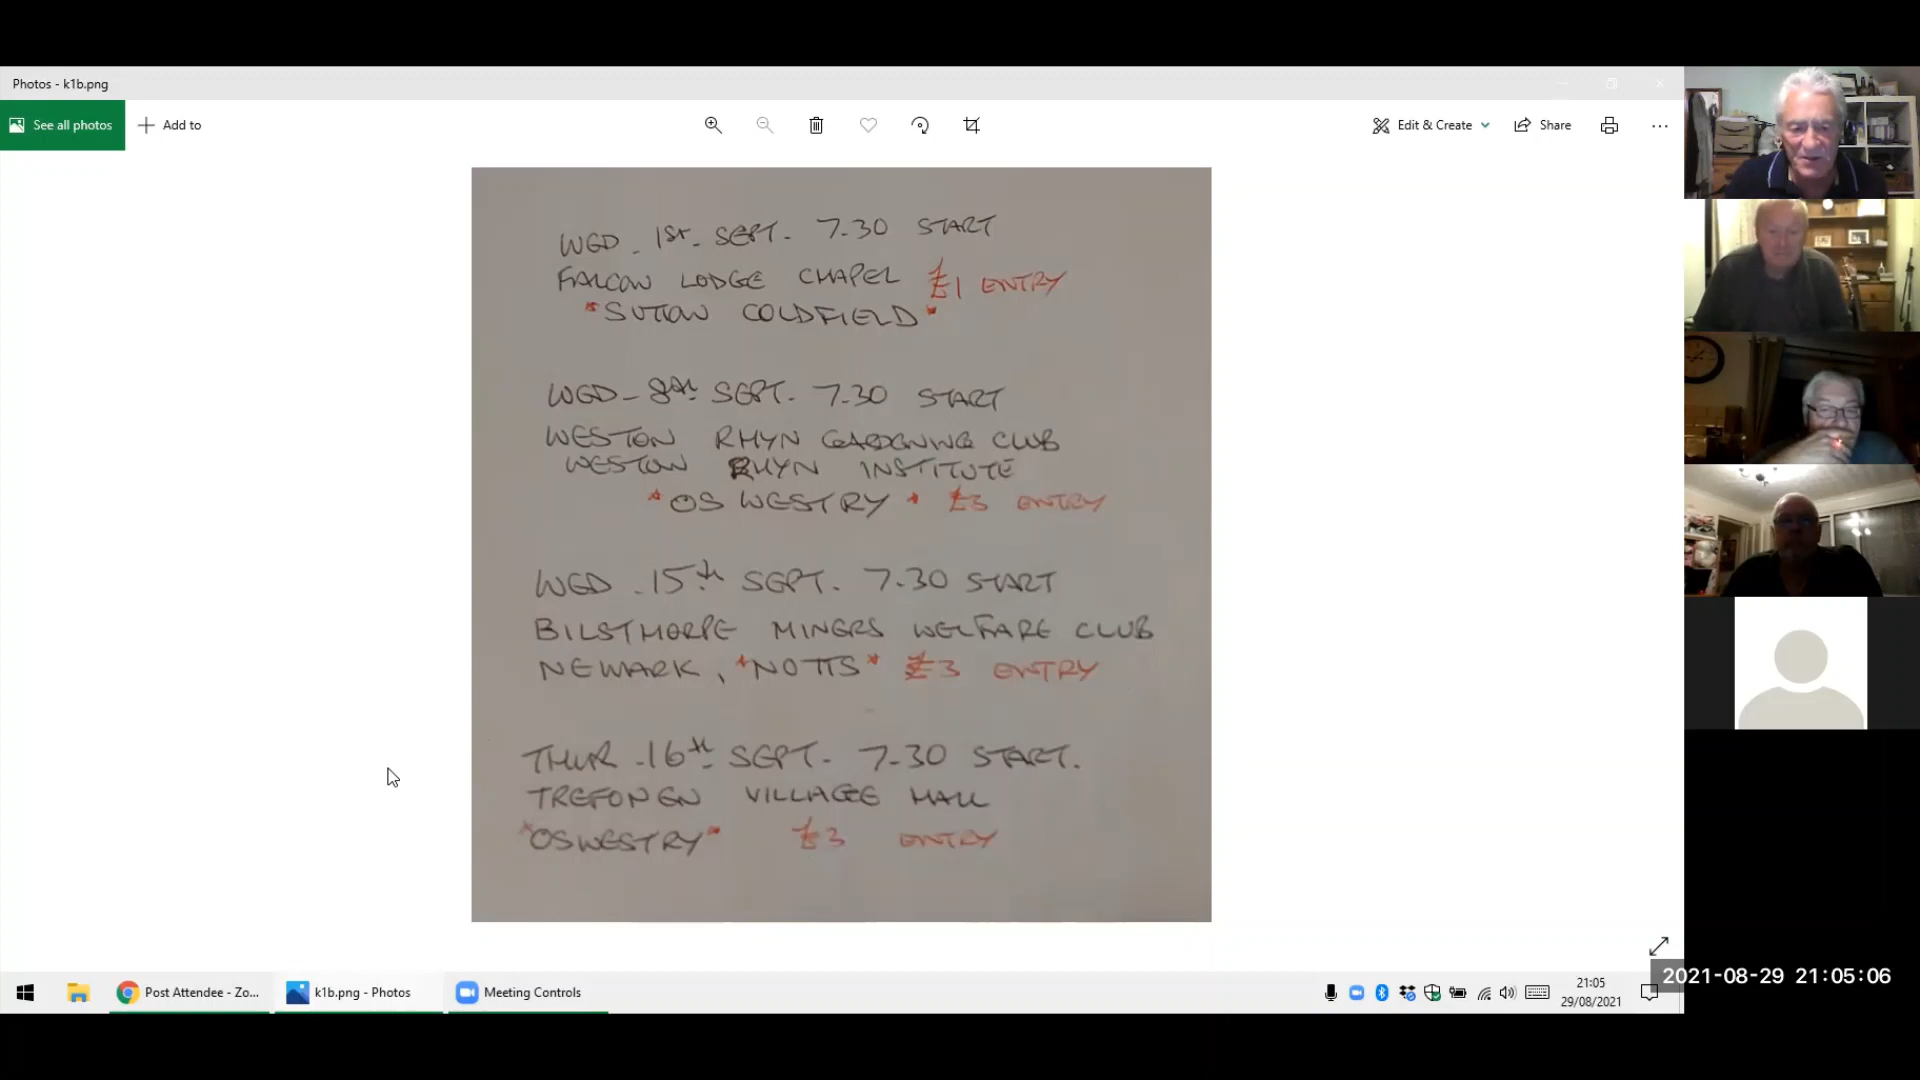 Photos - k1b.png
See all photos
Add to
Edit & Create
Share
WED. 1ST. SEPT. 7-30 START
FALCON LODGE CHAPEL £1 ENTRY
*SUTTON COLDFIELD*
WED - 8th SEPT. 7-30 START
WESTON RHYN GARDENING CLUB
WESTON RHYN INSTITUTE
*OSWESTRY* £3 ENTRY
WED. 15th SEPT. 7-30 START
BILSTHORPE MINERS WELFARE CLUB
NEWARK, *NOTTS* £3 ENTRY
THUR. 16th SEPT. 7-30 START.
TREFONEN VILLAGE HALL
*OSWESTRY* £3 ENTRY
Post Attendee - Zo...
k1b.png - Photos
Meeting Controls
21:05
29/08/2021
2021-08-29 21:05:06